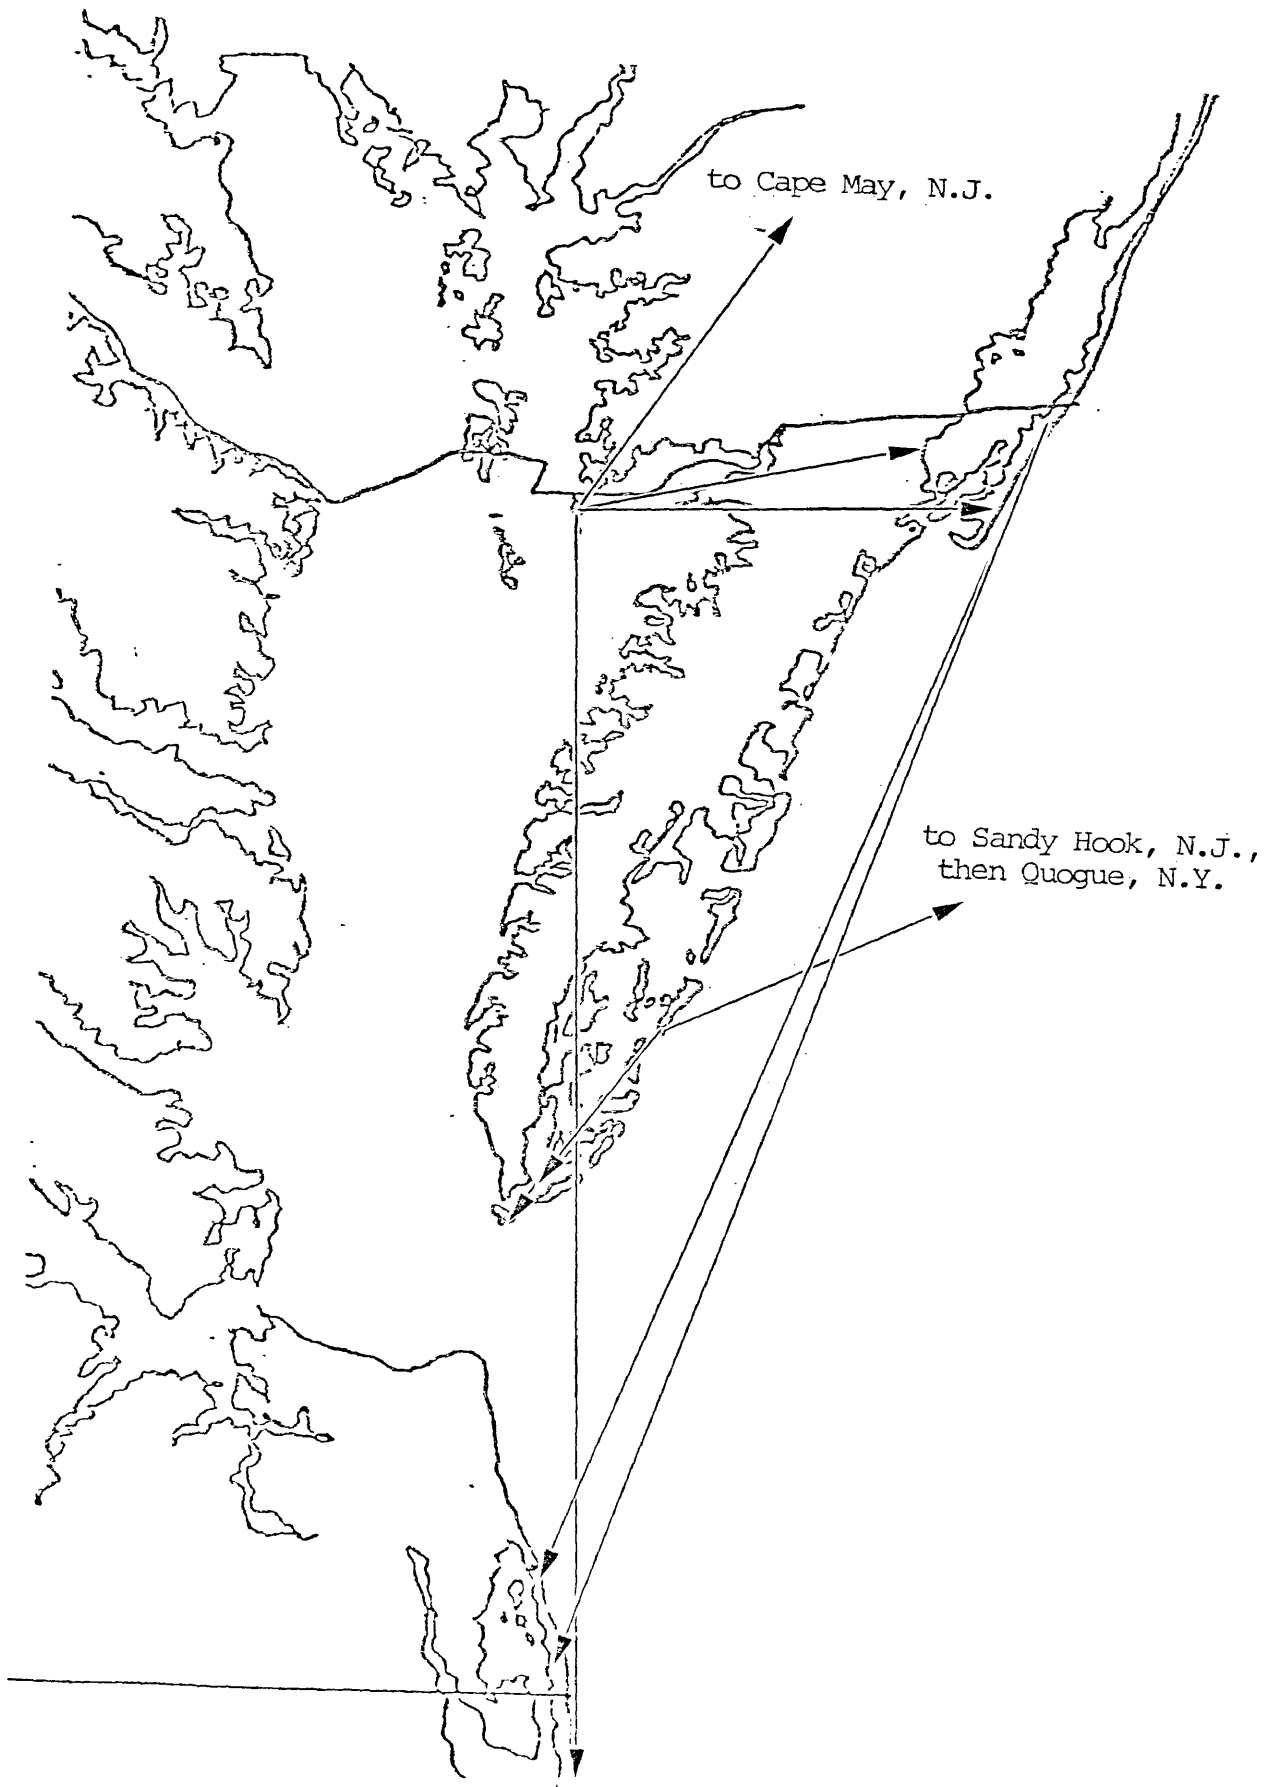 to Cape May, N.J.
to Sandy Hook, N.J.,
then Quogue, N.Y.